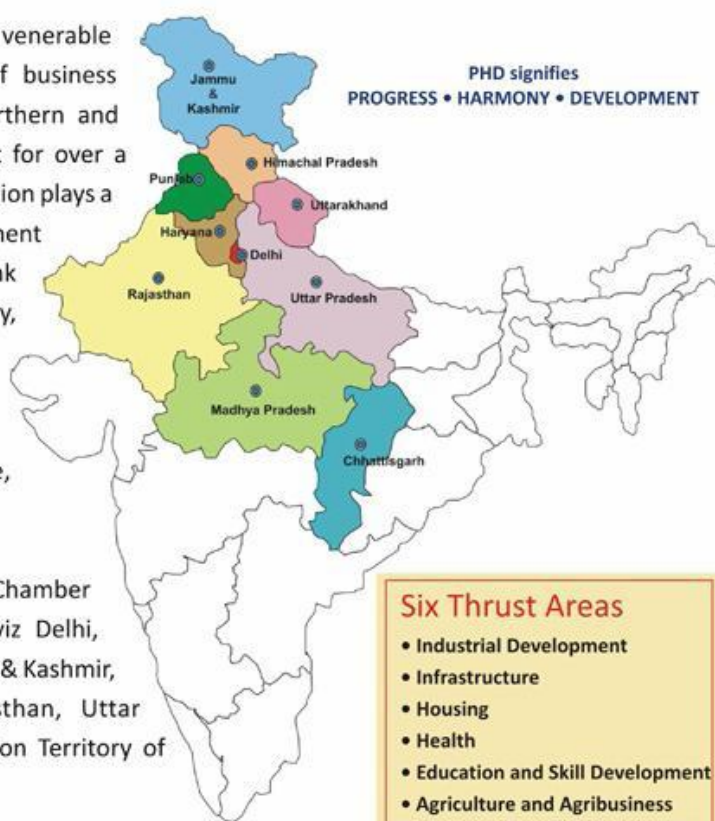 venerable
f business
rthern and
t for over a
ion plays a
ment
nk
y,
e,
Chamber
viz Delhi,
& Kashmir,
sthan, Uttar
on Territory of
PHD signifies
PROGRESS • HARMONY • DEVELOPMENT
Jammu
&
Kashmir
Himachal Pradesh
Punjab
Uttarakhand
Haryana
Delhi
Rajasthan
Uttar Pradesh
Madhya Pradesh
Chhattisgarh
Six Thrust Areas
• Industrial Development
• Infrastructure
• Housing
• Health
• Education and Skill Development
• Agriculture and Agribusiness